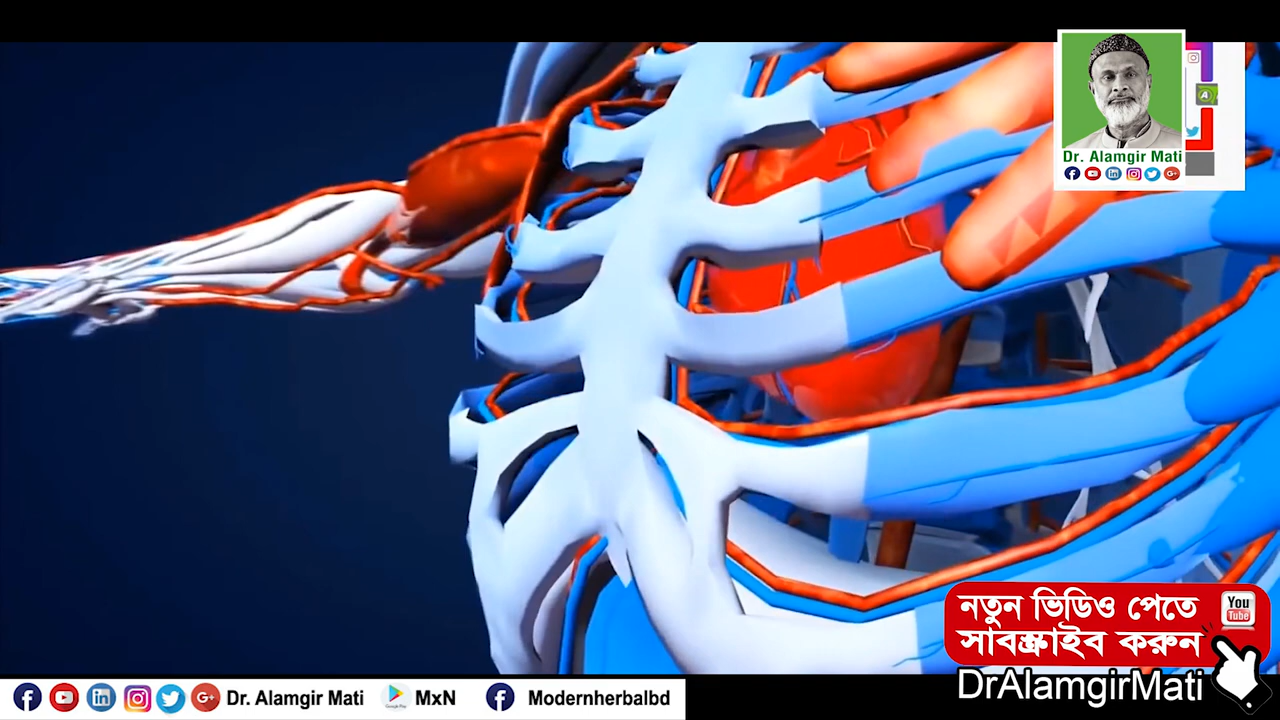 Dr. Alamgir Mati
নতুন ভিডিও পেতে
সাবস্ক্রাইব করুন
You
Tube
DrAlamgirMati
Dr. Alamgir Mati
MxN
Modernherbalbd